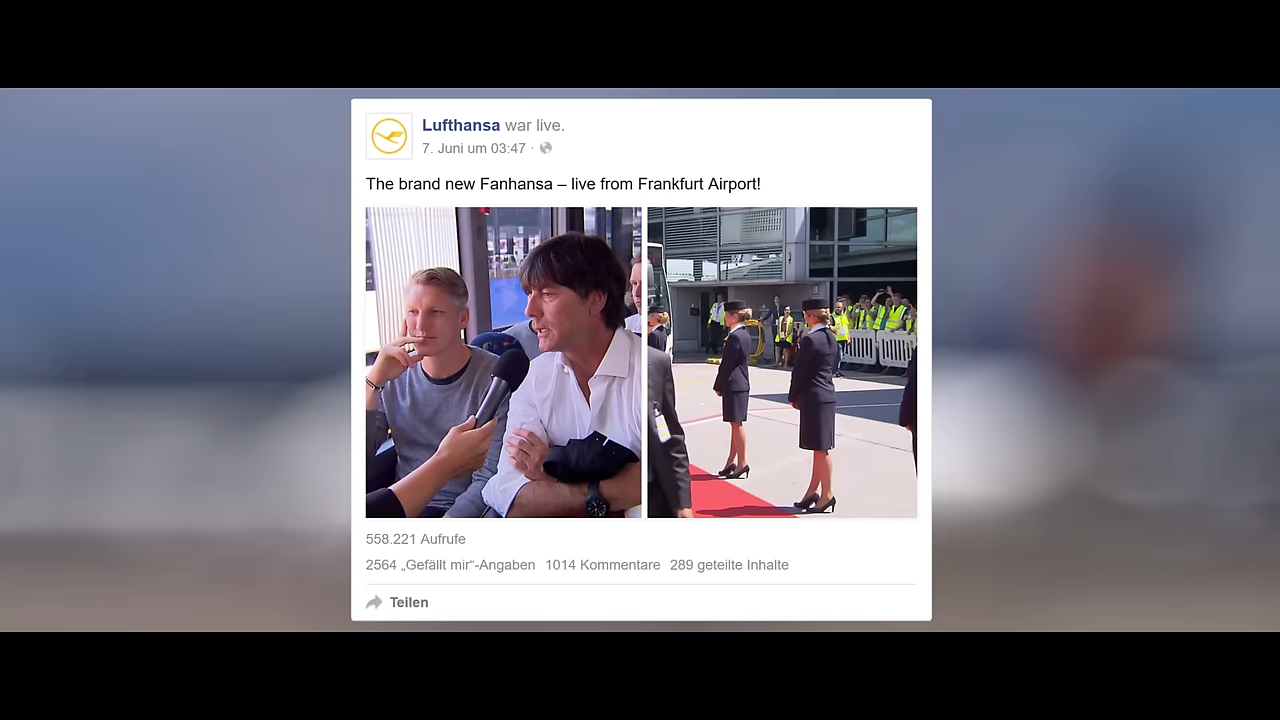 Lufthansa war live.
7. Juni um 03:47 ·
The brand new Fanhansa – live from Frankfurt Airport!
558.221 Aufrufe
2564 „Gefällt mir“-Angaben 1014 Kommentare 289 geteilte Inhalte
Teilen